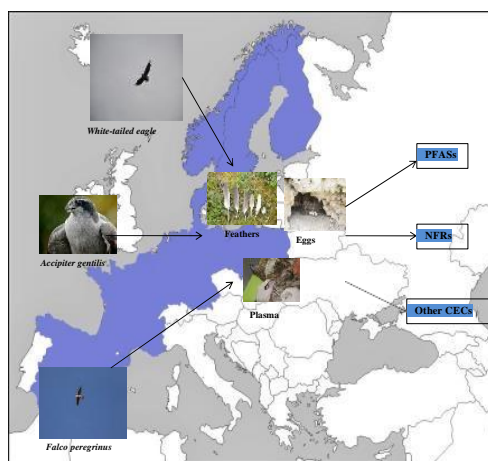 White-tailed eagle
PFASs
Accipiter gentilis
Feathers
Eggs
NFRs
Plasma
Other CECs
Falco peregrinus